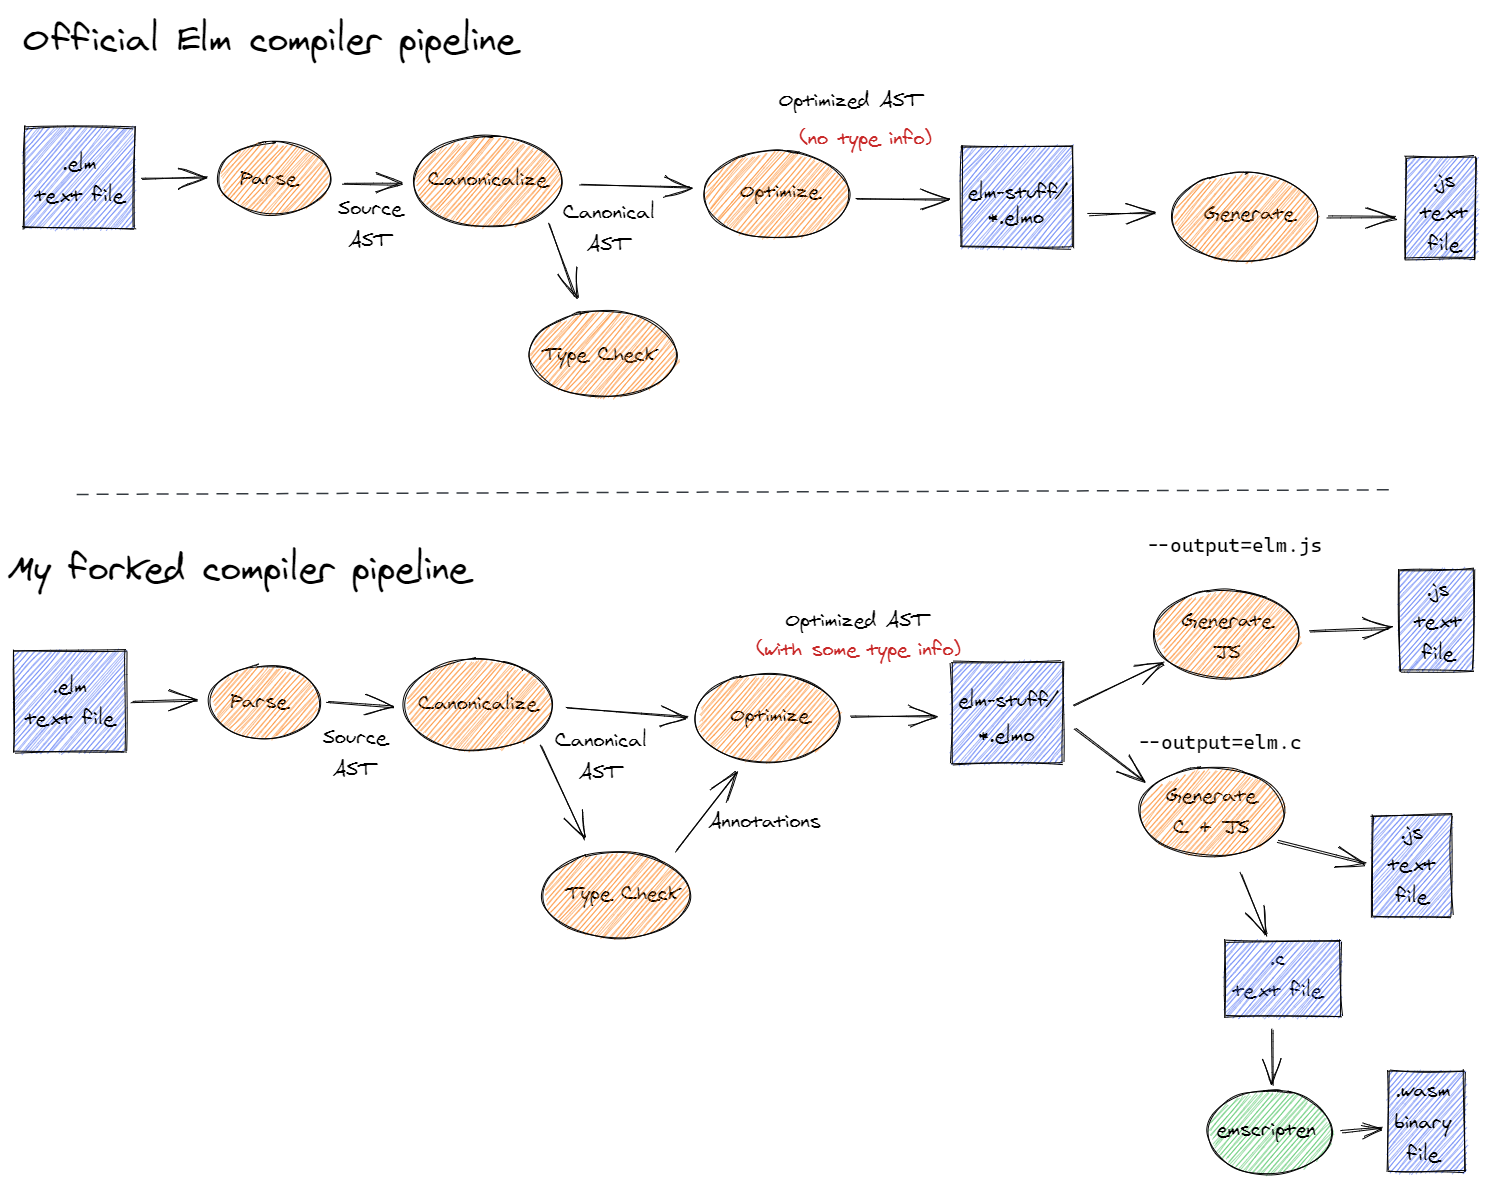 Official Elm compiler pipeline
Optimized AST
(no type info)
.elm
text file
Parse
Source
AST
Canonicalize
Canonical
AST
Type Check
Optimize
elm-stuff/
*.elmo
Generate
.js
text
file
My forked compiler pipeline
.elm
text file
Parse
Source
AST
Canonicalize
Canonical
AST
Type Check
Annotations
Optimized AST
(with some type info)
Optimize
elm-stuff/
*.elmo
--output=elm.js
Generate
JS
.js
text
file
--output=elm.c
Generate
C + JS
.js
text
file
.c
text file
emscripten
.wasm
binary
file